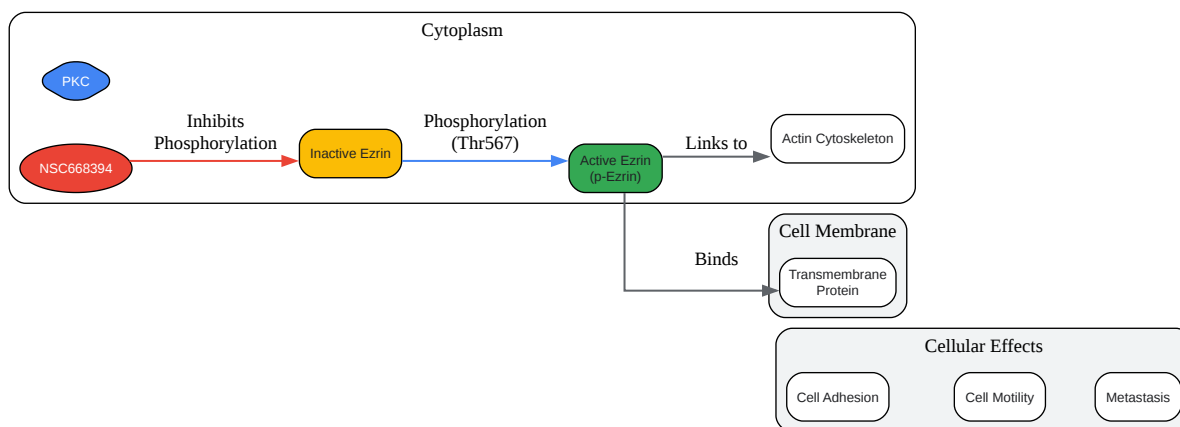 Cytoplasm
PKC
Inhibits
Phosphorylation
Phosphorylation
(Thr567)
Links to
Actin Cytoskeleton
NSC668394
Inactive Ezrin
Active Ezrin
(p-Ezrin)
Cell Membrane
Binds
Transmembrane
Protein
Cellular Effects
Cell Adhesion
Cell Motility
Metastasis